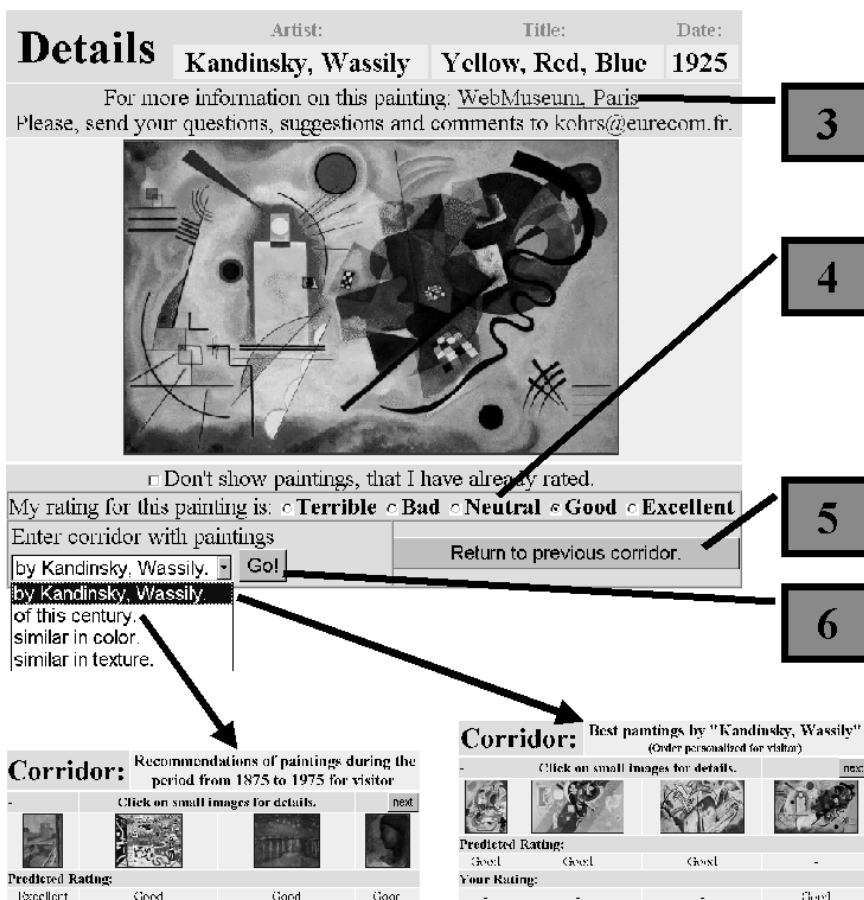 Details
Artist: Title: Date:
Kandinsky, Wassily Yellow, Red, Blue 1925
For more information on this painting: WebMuseum, Paris
Please, send your questions, suggestions and comments to kohrs@eurecom.fr.
3
4
Don't show paintings, that I have already rated.
My rating for this painting is: Terrible Bad Neutral Good Excellent
5
Enter corridor with paintings
Return to previous corridor.
by Kandinsky, Wassily. Go!
by Kandinsky, Wassily.
of this century.
similar in color.
similar in texture.
6
Corridor: Recommendations of paintings during the
period from 1875 to 1975 for visitor
- Click on small images for details. next
Predicted Rating:
Excellent Good Good Good
Corridor: Best paintings by "Kandinsky, Wassily"
(Order personalized for visitor)
- Click on small images for details. next
Predicted Rating:
Good Good Good -
Your Rating:
- - - Good